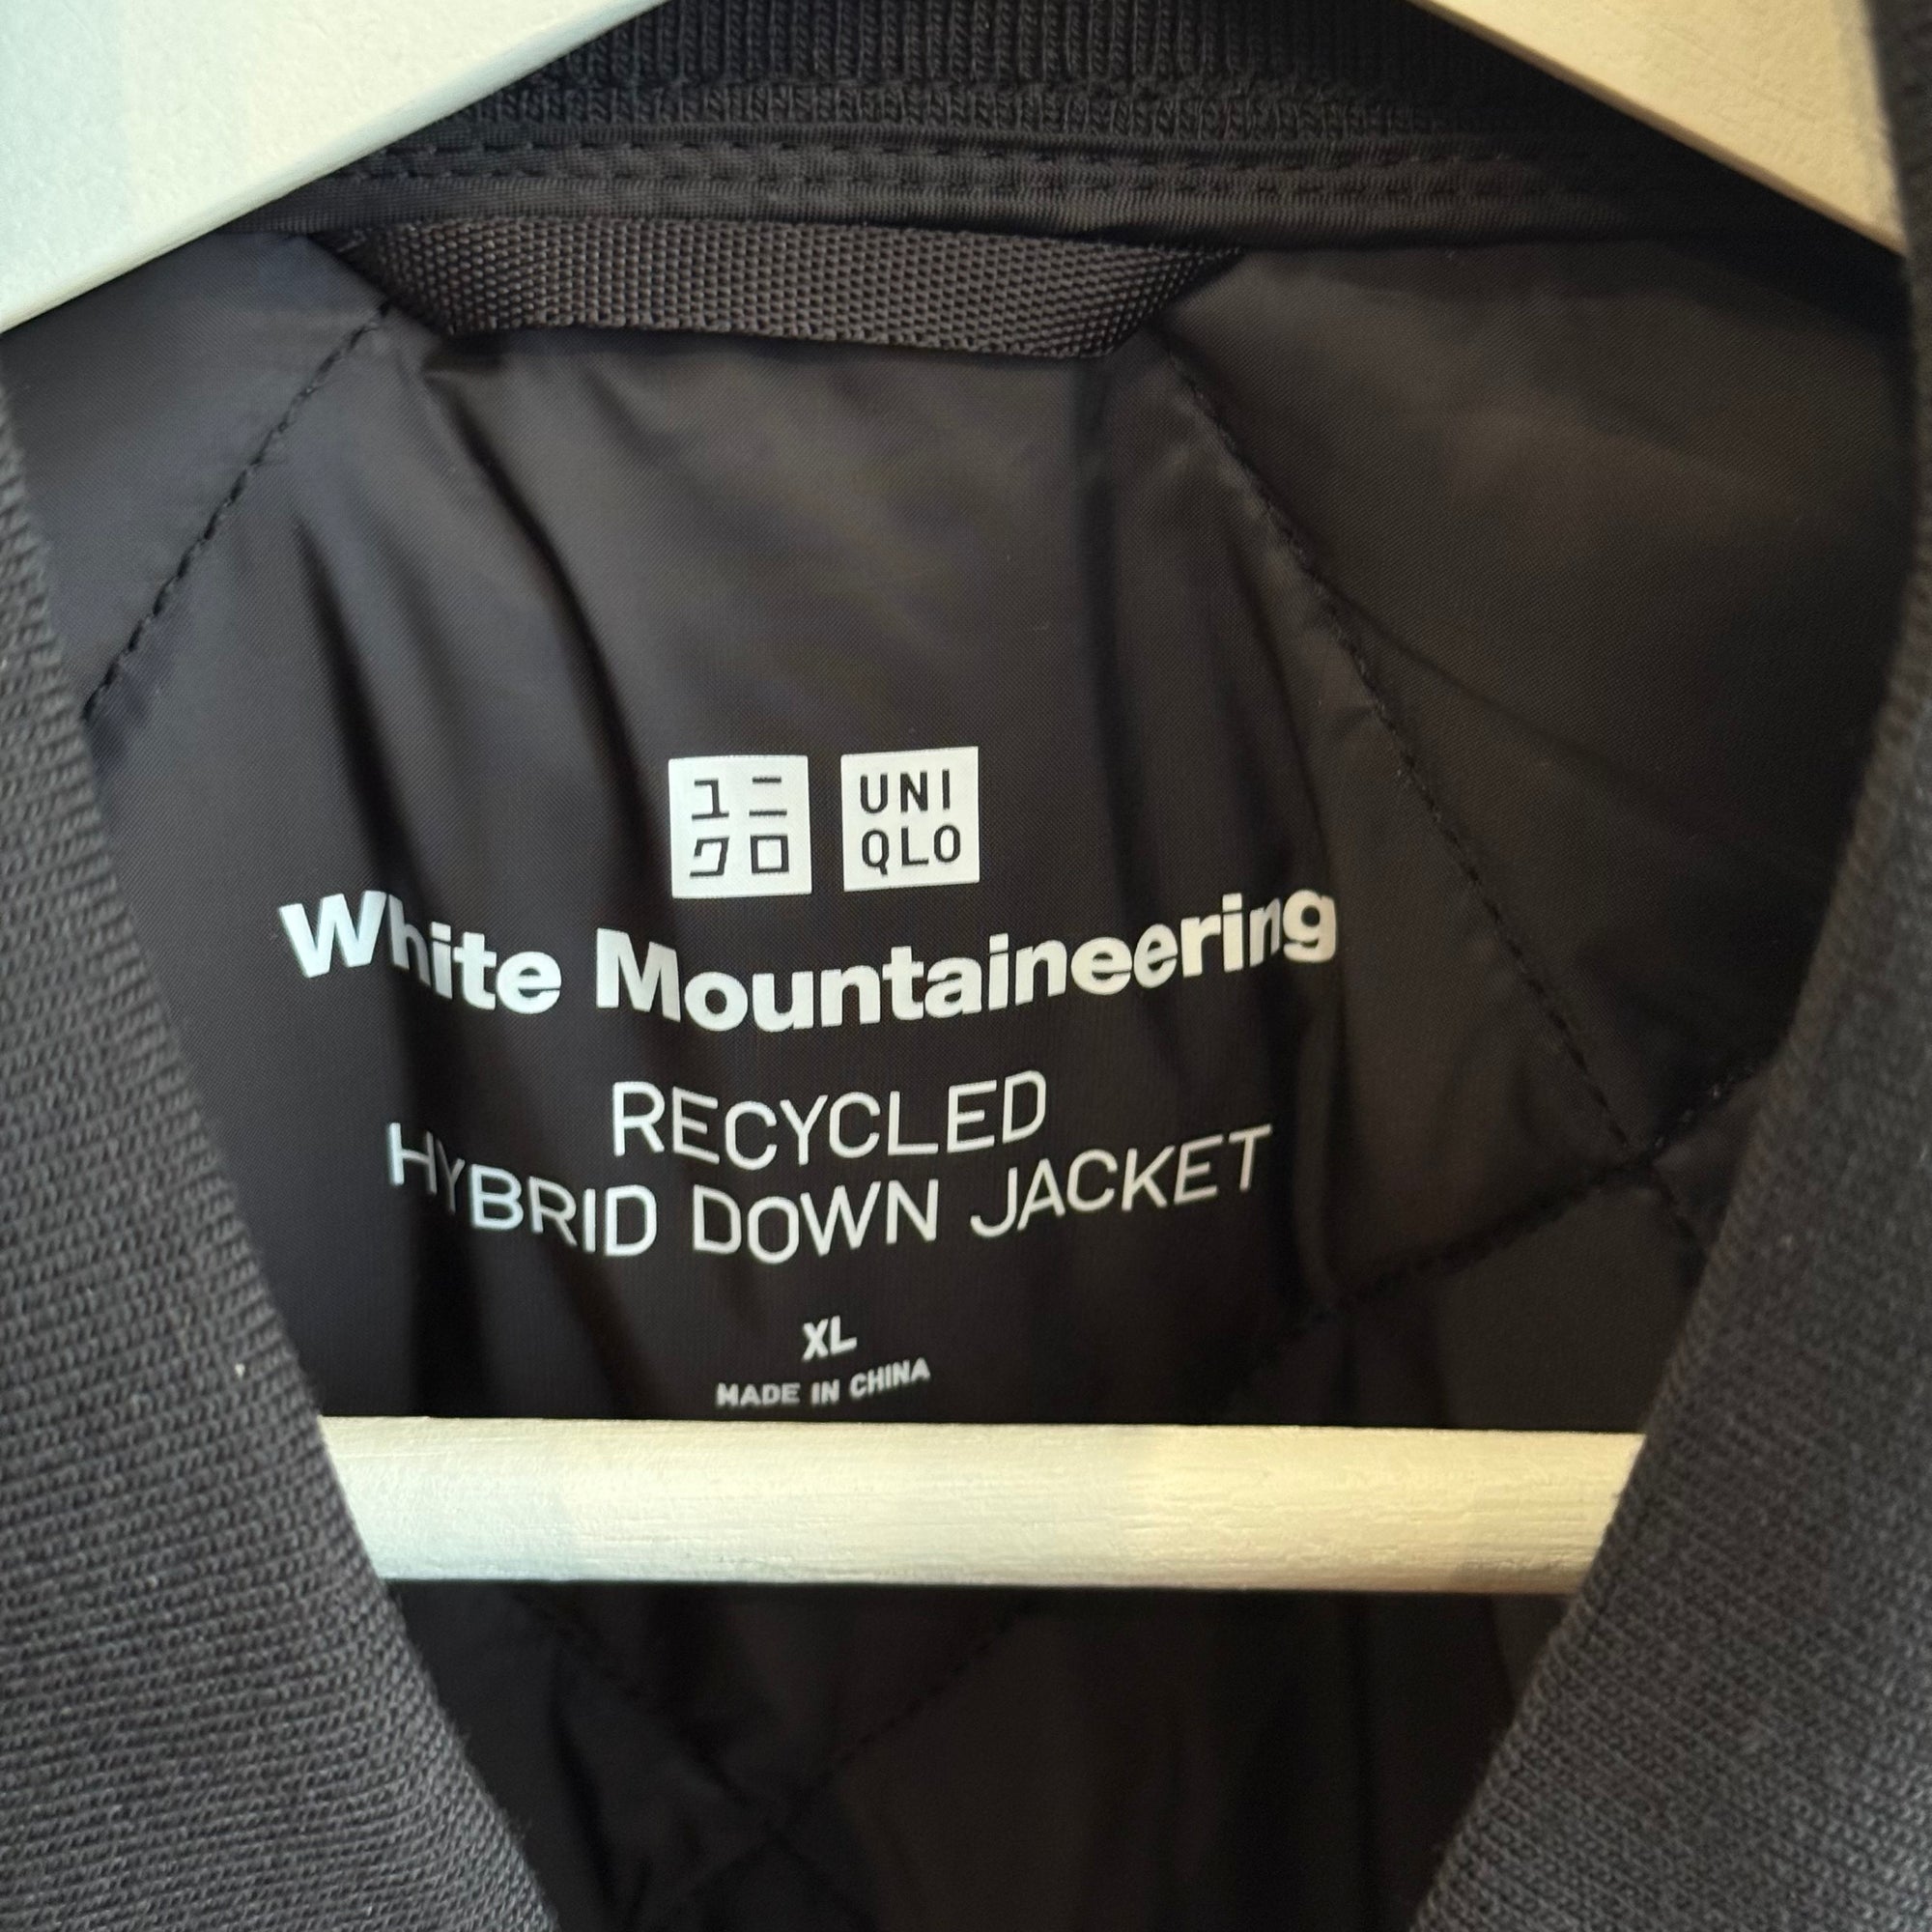 ユニ
クロ
UNI
QLO
White Mountaineering
RECYCLED
HYBRID DOWN JACKET
XL
MADE IN CHINA